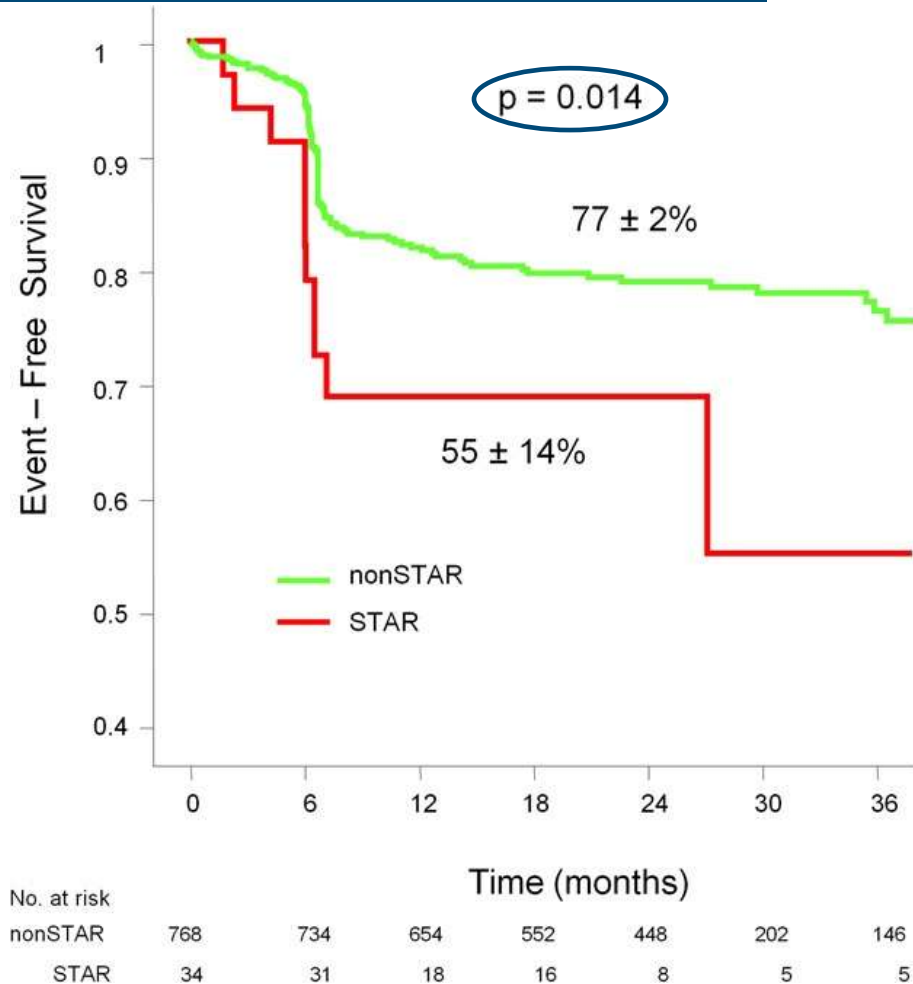 Event – Free Survival
1
0.9
0.8
0.7
0.6
0.5
0.4
p = 0.014
77 ± 2%
55 ± 14%
nonSTAR
STAR
0 6 12 18 24 30 36
Time (months)
No. at risk
nonSTAR 768 734 654 552 448 202 146
STAR 34 31 18 16 8 5 5